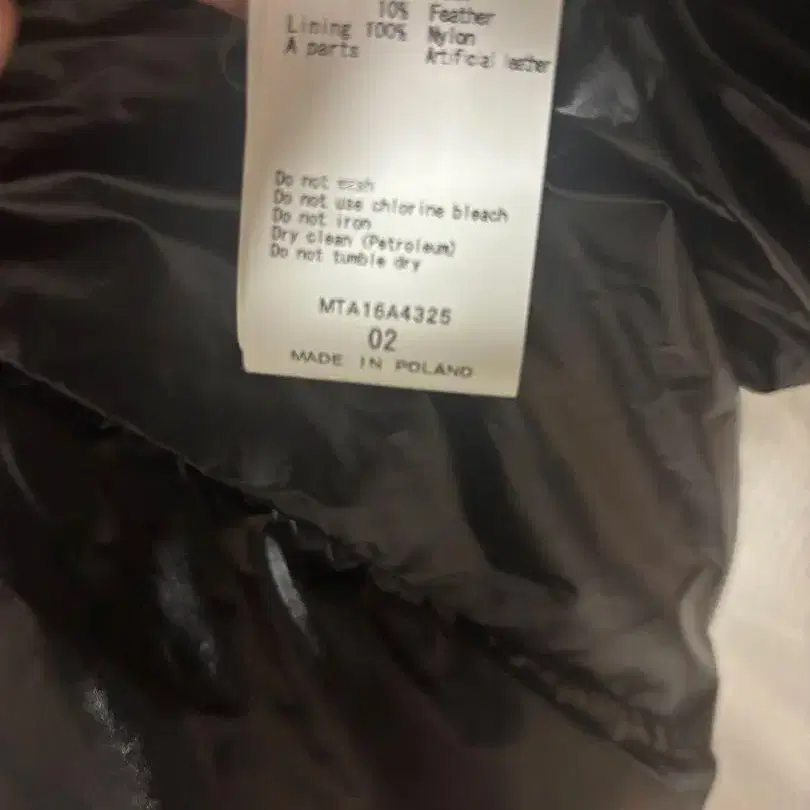 10% Feather
Lining 100% Nylon
A parts Artificial leather
Do not wash
Do not use chlorine bleach
Do not iron
Dry clean (Petroleum)
Do not tumble dry
MTA16A4325
02
MADE IN POLAND